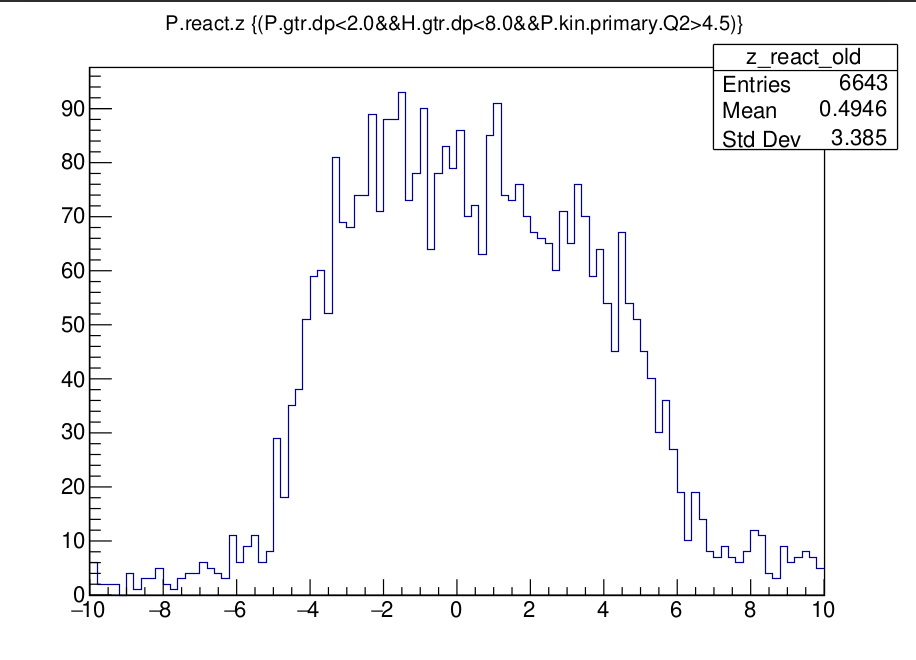 P.react.z {(P.gtr.dp<2.0&&H.gtr.dp<8.0&&P.kin.primary.Q2>4.5)}
z_react_old
Entries 6643
Mean 0.4946
Std Dev 3.385
90
80
70
60
50
40
30
20
10
0
−10 −8 −6 −4 −2 0 2 4 6 8 10